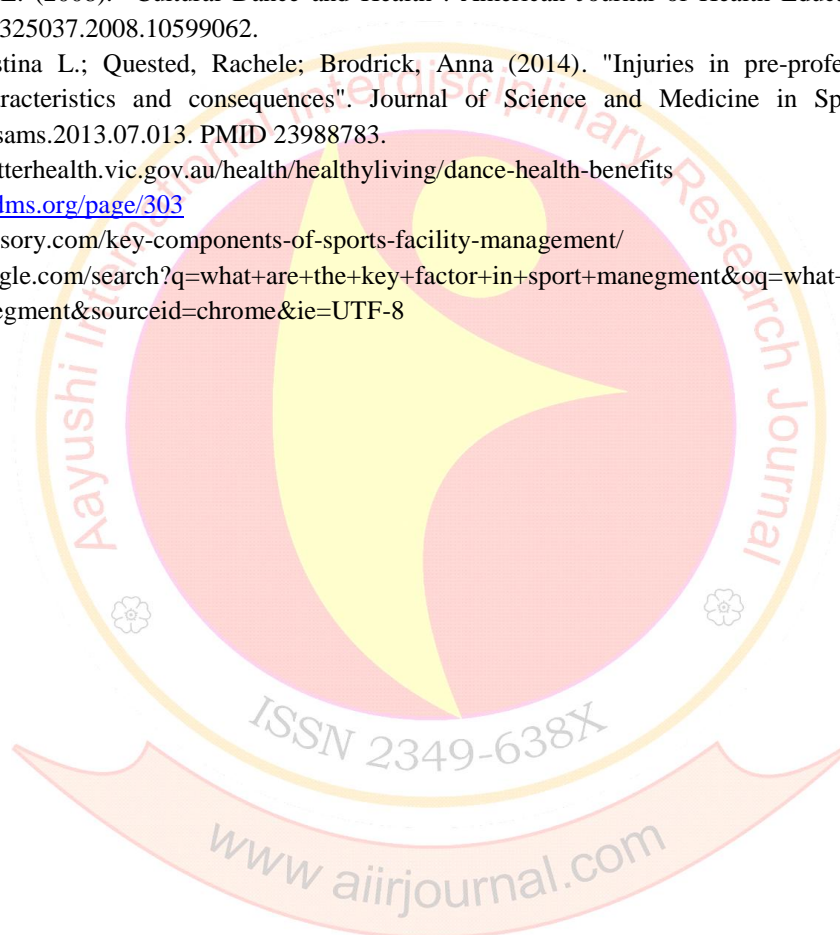 (2008). "Cultural Dance and Health". American Journal of Health
325037.2008.10599062.
stina L.; Quested, Rachele; Brodrick, Anna (2014). "Injuries in pre-profe
aracteristics and consequences". Journal of Science and Medicine in Sp
sams.2013.07.013. PMID 23988783.
tterhealth.vic.gov.au/health/healthyliving/dance-health-benefits
dms.org/page/303
sory.com/key-components-of-sports-facility-management/
gle.com/search?q=what+are+the+key+factor+in+sport+manegment&oq=what-
egment&sourceid=chrome&ie=UTF-8
Aayushi International Interdisciplinary Research Journal
ISSN 2349-638X
www aiirjournal.com